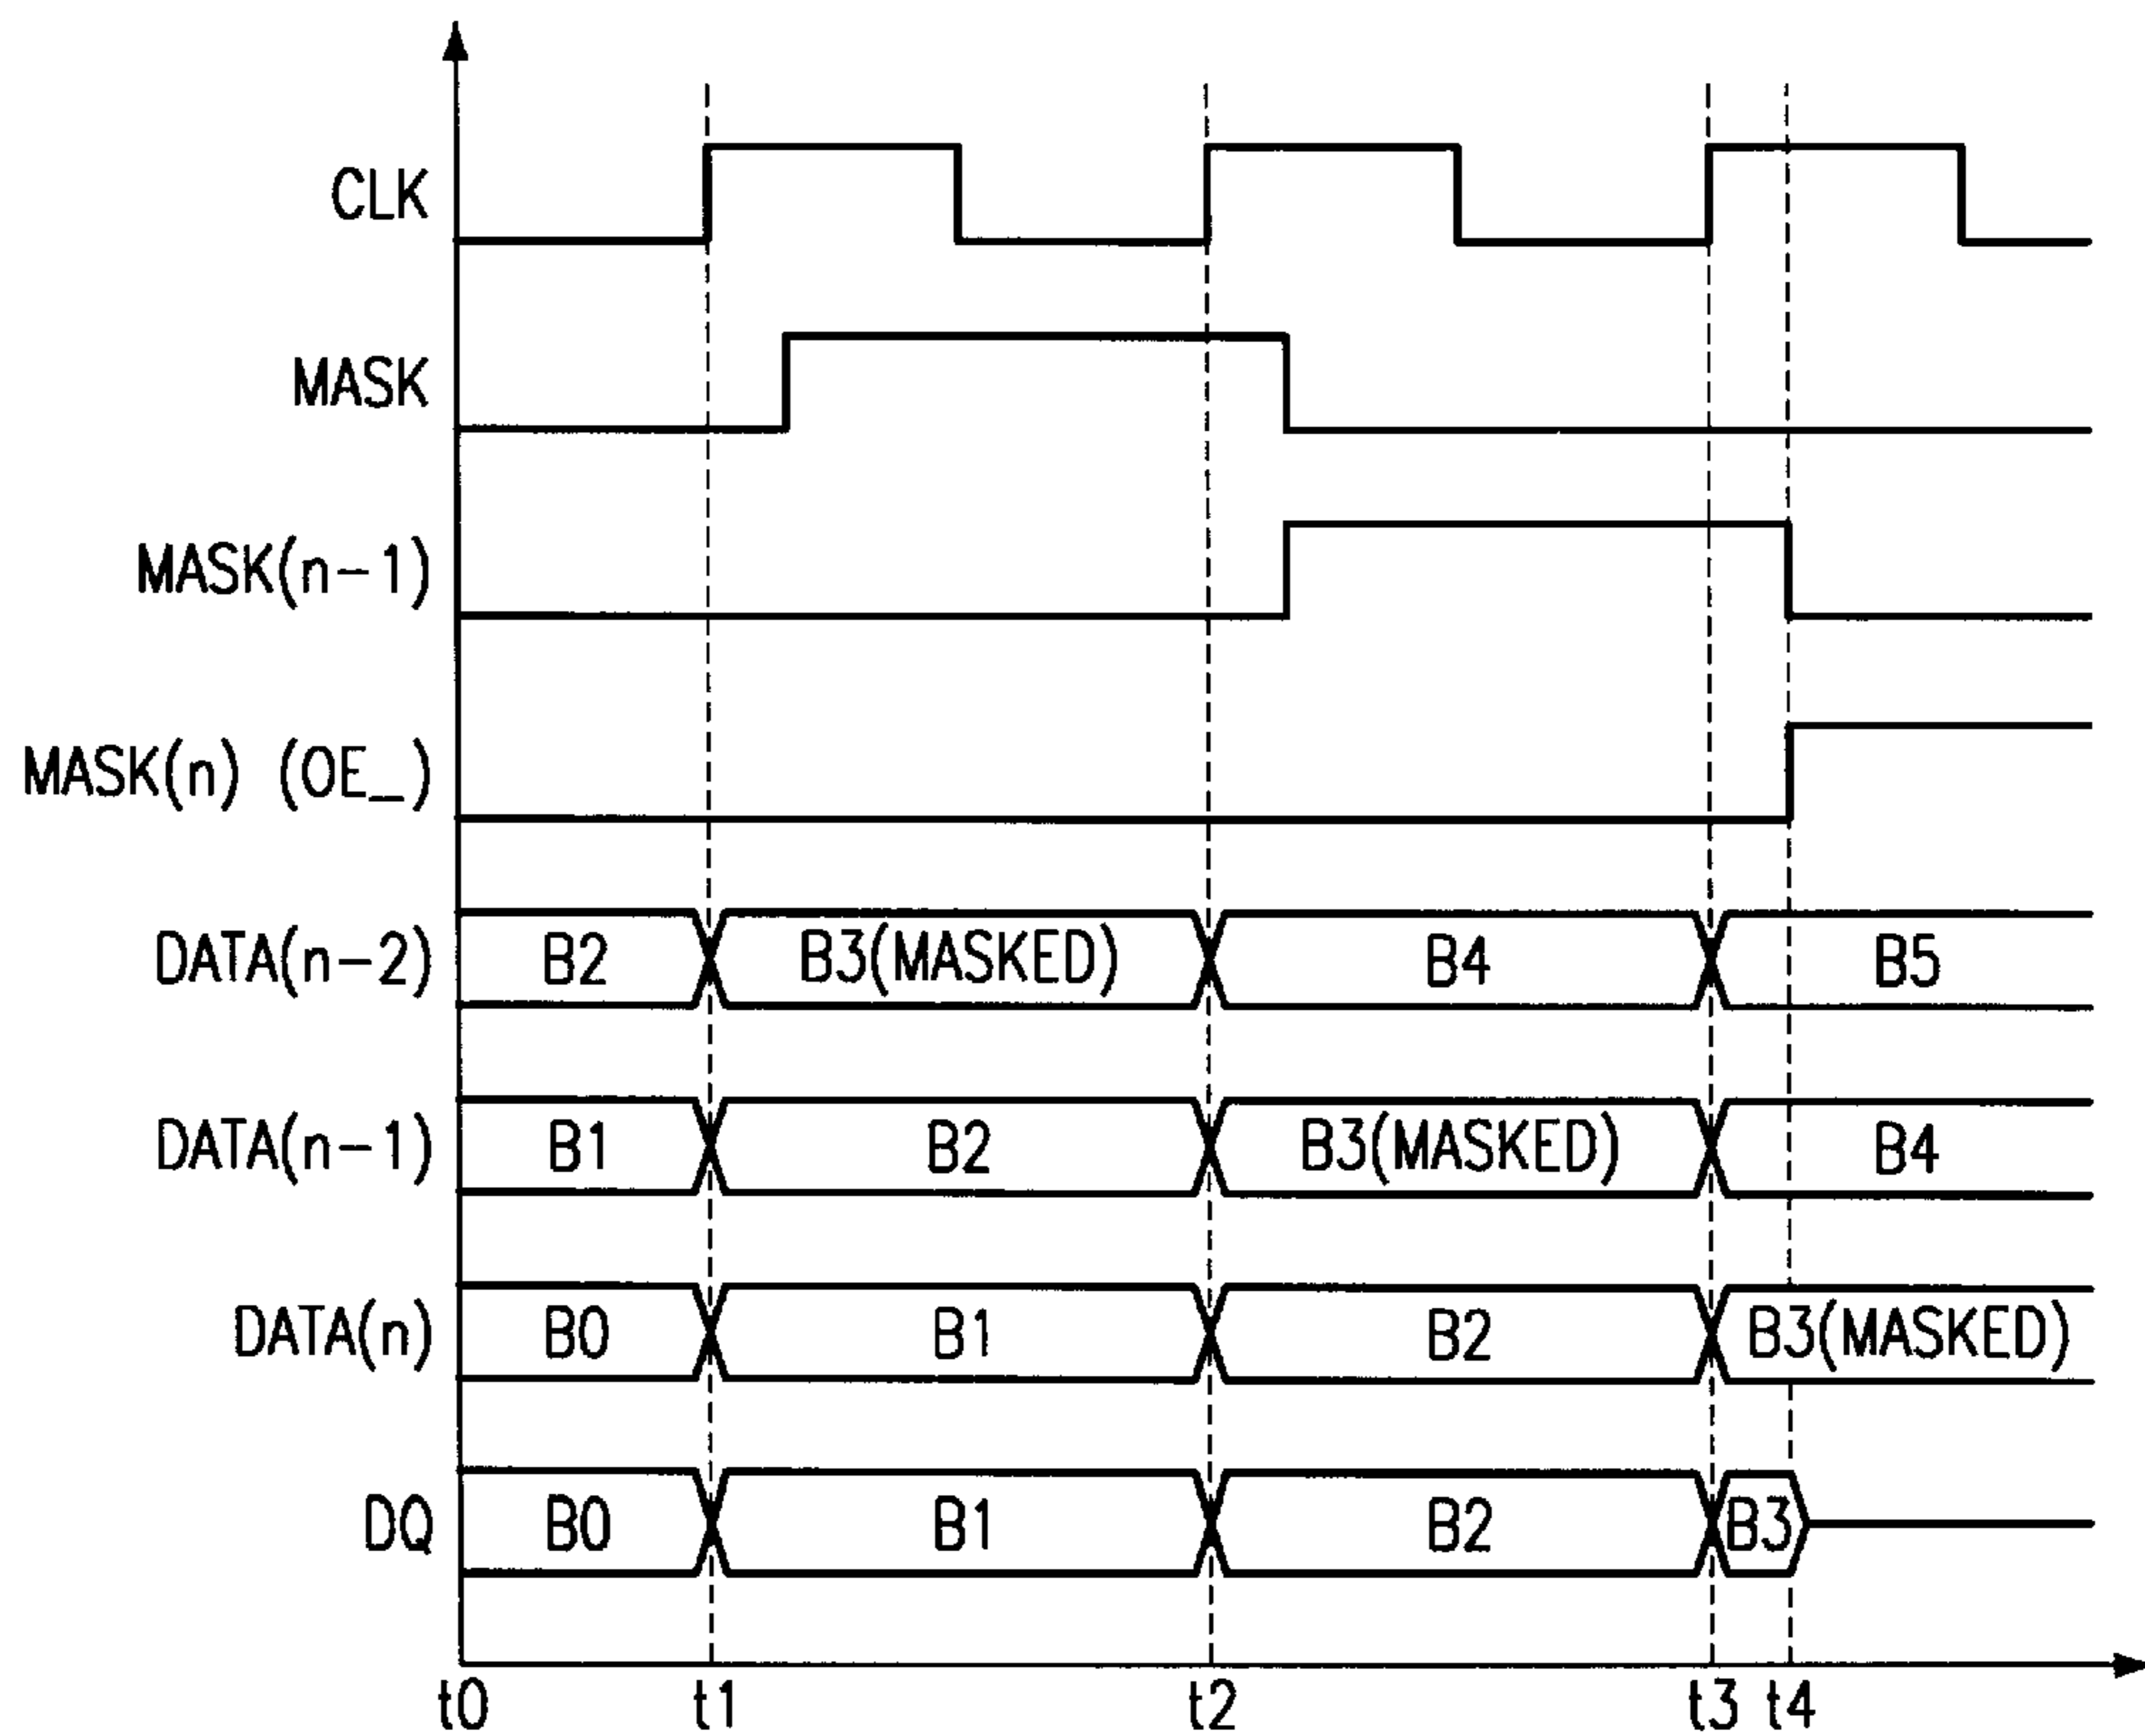 CLK
MASK
MASK(n-1)
MASK(n) (OE_)
DATA(n-2) B2 B3(MASKED) B4 B5
DATA(n-1) B1 B2 B3(MASKED) B4
DATA(n) B0 B1 B2 B3(MASKED)
DQ B0 B1 B2 B3
t0 t1 t2 t3 t4